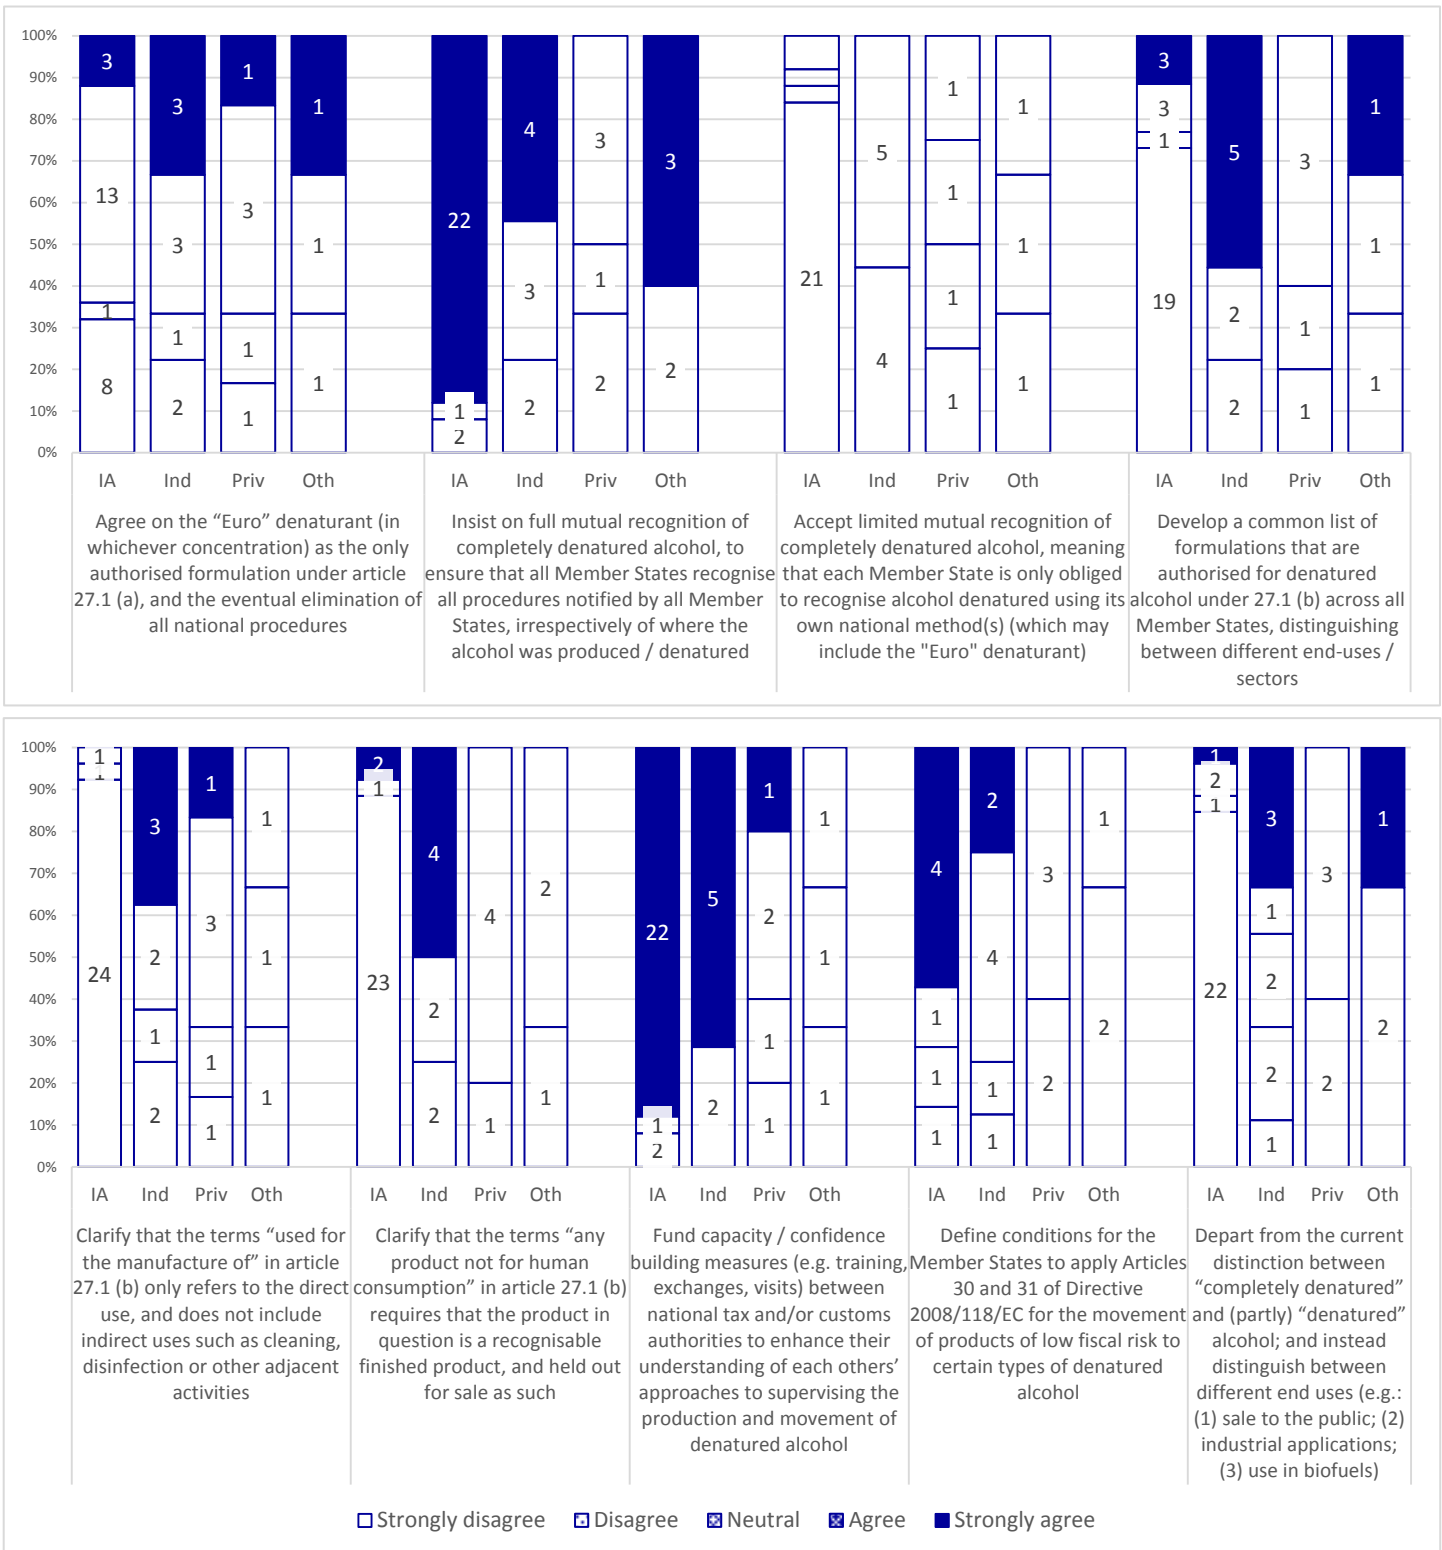 100%
90%
80%
70%
60%
50%
40%
30%
20%
10%
0%
3
13
1
8
3
3
1
2
1
3
1
1
1
1
1
22
1
2
4
3
2
3
1
2
3
2
21
5
4
1
1
1
1
1
1
1
3
3
1
19
5
2
2
3
1
1
1
1
1
IA Ind Priv Oth
IA Ind Priv Oth
IA Ind Priv Oth
IA Ind Priv Oth
Agree on the “Euro” denaturant (in
whichever concentration) as the only
authorised formulation under article
27.1 (a), and the eventual elimination of
all national procedures
Insist on full mutual recognition of
completely denatured alcohol, to
ensure that all Member States recognise
all procedures notified by all Member
States, irrespectively of where the
alcohol was produced / denatured
Accept limited mutual recognition of
completely denatured alcohol, meaning
that each Member State is only obliged
to recognise alcohol denatured using its
own national method(s) (which may
include the "Euro" denaturant)
Develop a common list of
formulations that are
authorised for denatured
alcohol under 27.1 (b) across all
Member States, distinguishing
between different end-uses /
sectors
100%
90%
80%
70%
60%
50%
40%
30%
20%
10%
0%
1
1
24
3
2
1
2
1
3
1
1
1
1
1
2
1
23
4
2
2
4
1
2
1
22
1
2
5
2
1
2
1
1
1
1
1
4
1
1
1
2
4
1
1
3
2
1
2
1
2
1
22
3
1
2
2
1
3
2
1
2
IA Ind Priv Oth
IA Ind Priv Oth
IA Ind Priv Oth
IA Ind Priv Oth
IA Ind Priv Oth
Clarify that the terms “used for
the manufacture of” in article
27.1 (b) only refers to the direct
use, and does not include
indirect uses such as cleaning,
disinfection or other adjacent
activities
Clarify that the terms “any
product not for human
consumption” in article 27.1 (b)
requires that the product in
question is a recognisable
finished product, and held out
for sale as such
Fund capacity / confidence
building measures (e.g. training,
exchanges, visits) between
national tax and/or customs
authorities to enhance their
understanding of each others’
approaches to supervising the
production and movement of
denatured alcohol
Define conditions for the
Member States to apply Articles
30 and 31 of Directive
2008/118/EC for the movement
of products of low fiscal risk to
certain types of denatured
alcohol
Depart from the current
distinction between
“completely denatured”
and (partly) “denatured”
alcohol; and instead
distinguish between
different end uses (e.g.:
(1) sale to the public; (2)
industrial applications;
(3) use in biofuels)
Strongly disagree Disagree Neutral Agree Strongly agree